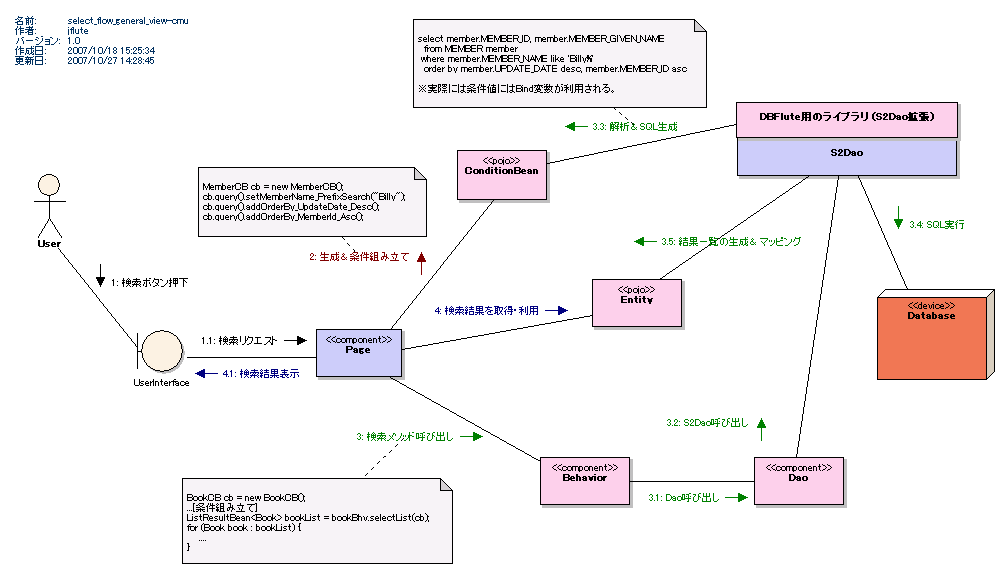 名前: select_flow_general_view-cmu
作者: jflute
バージョン: 1.0
作成日: 2007/10/18 15:25:34
更新日: 2007/10/27 14:28:45
select member.MEMBER_ID, member.MEMBER_GIVEN_NAME
from MEMBER member
where member.MEMBER_NAME like 'Billy%'
order by member.UPDATE_DATE desc, member.MEMBER_ID asc
※実際には条件値にはBind変数が利用される。
3.3: 解析 & SQL生成
DBFlute用のライブラリ (S2Dao拡張)
S2Dao
<<pojo>>
ConditionBean
MemberCB cb = new MemberCB();
cb.query().setMemberName_PrefixSearch("Billy");
cb.query().addOrderBy_UpdateDate_Desc();
cb.query().addOrderBy_MemberId_Asc();
User
2: 生成 & 条件組み立て
3.5: 結果一覧の生成 & マッピング
3.4: SQL実行
1: 検索ボタン押下
<<pojo>>
Entity
<<device>>
Database
4: 検索結果を取得・利用
1.1: 検索リクエスト
<<component>>
Page
4.1: 検索結果表示
UserInterface
3: 検索メソッド呼び出し
3.2: S2Dao呼び出し
<<component>>
Behavior
<<component>>
Dao
3.1: Dao呼び出し
BookCB cb = new BookCB();
...[条件組み立て]
ListResultBean<Book> bookList = bookBhv.selectList(cb);
for (Book book : bookList) {
....
}